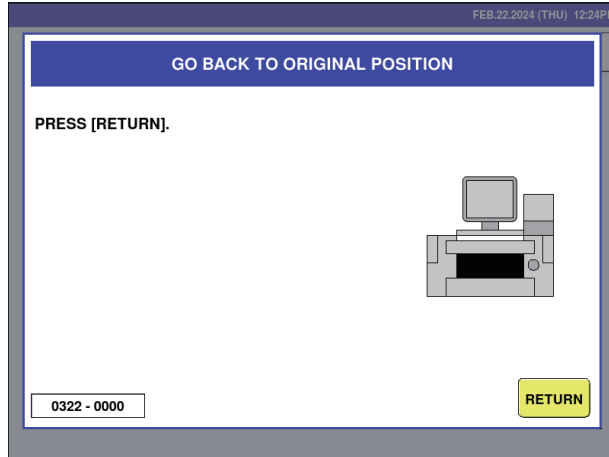 FEB.22.2024 (THU) 12:24P
GO BACK TO ORIGINAL POSITION
PRESS [RETURN].
0322 - 0000
RETURN